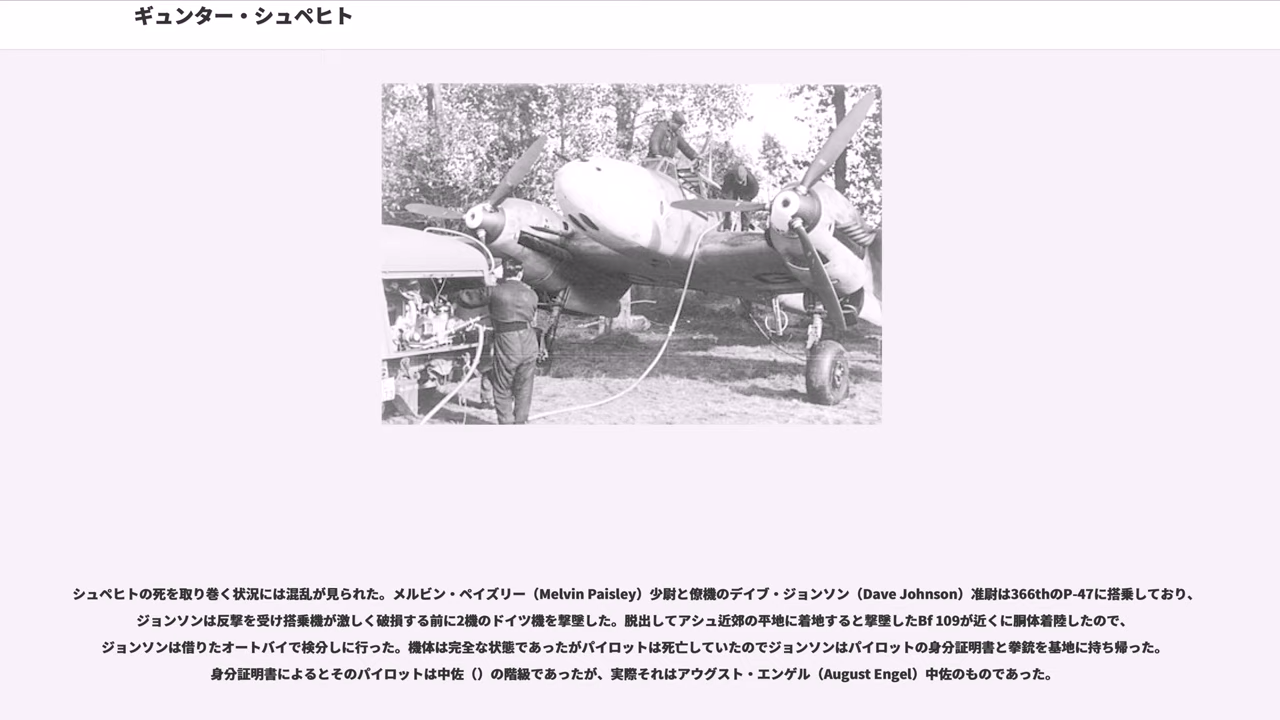 ギュンター・シュペヒト
シュペヒトの死を取り巻く状況には混乱が見られた。メルビン・ペイズリー（Melvin Paisley）少尉と僚機のデイブ・ジョンソン（Dave Johnson）准尉は366thのP-47に搭乗しており、
ジョンソンは反撃を受け搭乗機が激しく破損する前に2機のドイツ機を撃墜した。脱出してアシュ近郊の平地に着地すると撃墜したBf 109が近くに胴体着陸したので、
ジョンソンは借りたオートバイで検分しに行った。機体は完全な状態であったがパイロットは死亡していたのでジョンソンはパイロットの身分証明書と拳銃を基地に持ち帰った。
身分証明書によるとそのパイロットは中佐（）の階級であったが、実際それはアウグスト・エンゲル（August Engel）中佐のものであった。